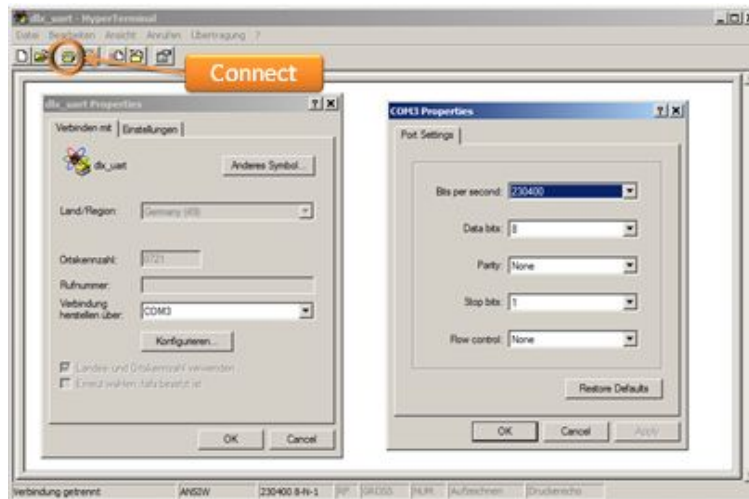 dlx_uart - HyperTerminal
Datei Bearbeiten Ansicht Anrufen Übertragung ?
Connect
dlx_uart Properties
Verbinden mit
Einstellungen
dlx_uart
Anderes Symbol...
Land/Region:
Germany (49)
Ortskennzahl:
0721
Rufnummer:
Verbindung
herstellen über:
COM3
Konfigurieren...
Landes- und Ortskennzahl verwenden
Erneut wählen, falls besetzt ist
OK
Cancel
COM3 Properties
Port Settings
Bits per second: 230400
Data bits: 8
Parity: None
Stop bits: 1
Flow control: None
Restore Defaults
OK
Cancel
Apply
Verbindung getrennt
ANSIW
230400 8-N-1
RF
GROSS
NUM
Aufzeichnen
Druckerecho